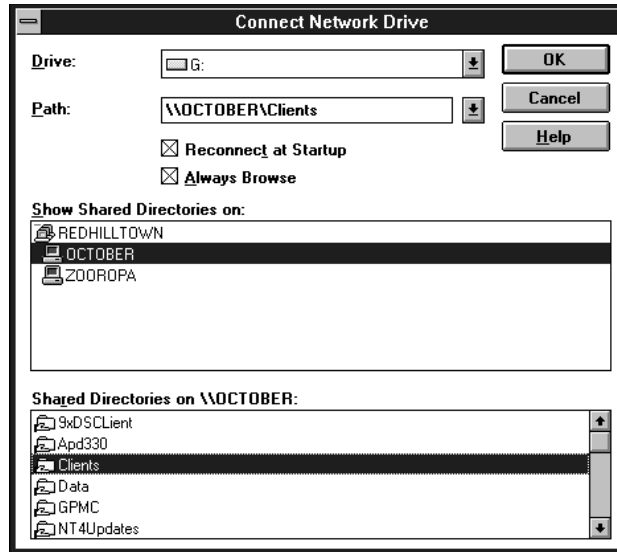 Connect Network Drive
Drive: G: OK
Path: \\OCTOBER\Clients Cancel
Help
Reconnect at Startup
Always Browse
Show Shared Directories on:
REDHILLTOWN
OCTOBER
ZOOROPA
Shared Directories on \\OCTOBER:
9xDSCLient
Apd330
Clients
Data
GPMC
NT4Updates